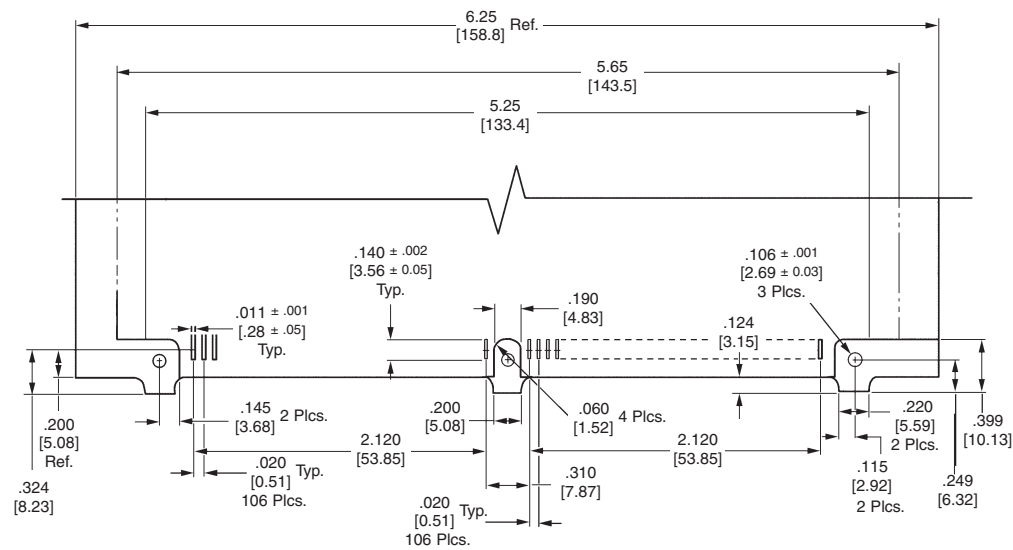 6.25 Ref.
[158.8]
5.65
[143.5]
5.25
[133.4]
.140 ± .002
[3.56 ± 0.05]
Typ.
.106 ± .001
[2.69 ± 0.03]
3 Plcs.
.011 ± .001
[.28 ± .05]
Typ.
.190
[4.83]
.124
[3.15]
.200
[5.08]
Ref.
.324
[8.23]
.145
[3.68] 2 Plcs.
.020
[0.51] Typ.
106 Plcs.
2.120
[53.85]
.200
[5.08]
.060
[1.52] 4 Plcs.
.310
[7.87]
.020
[0.51] Typ.
106 Plcs.
2.120
[53.85]
.220
[5.59]
2 Plcs.
.115
[2.92]
2 Plcs.
.399
[10.13]
.249
[6.32]